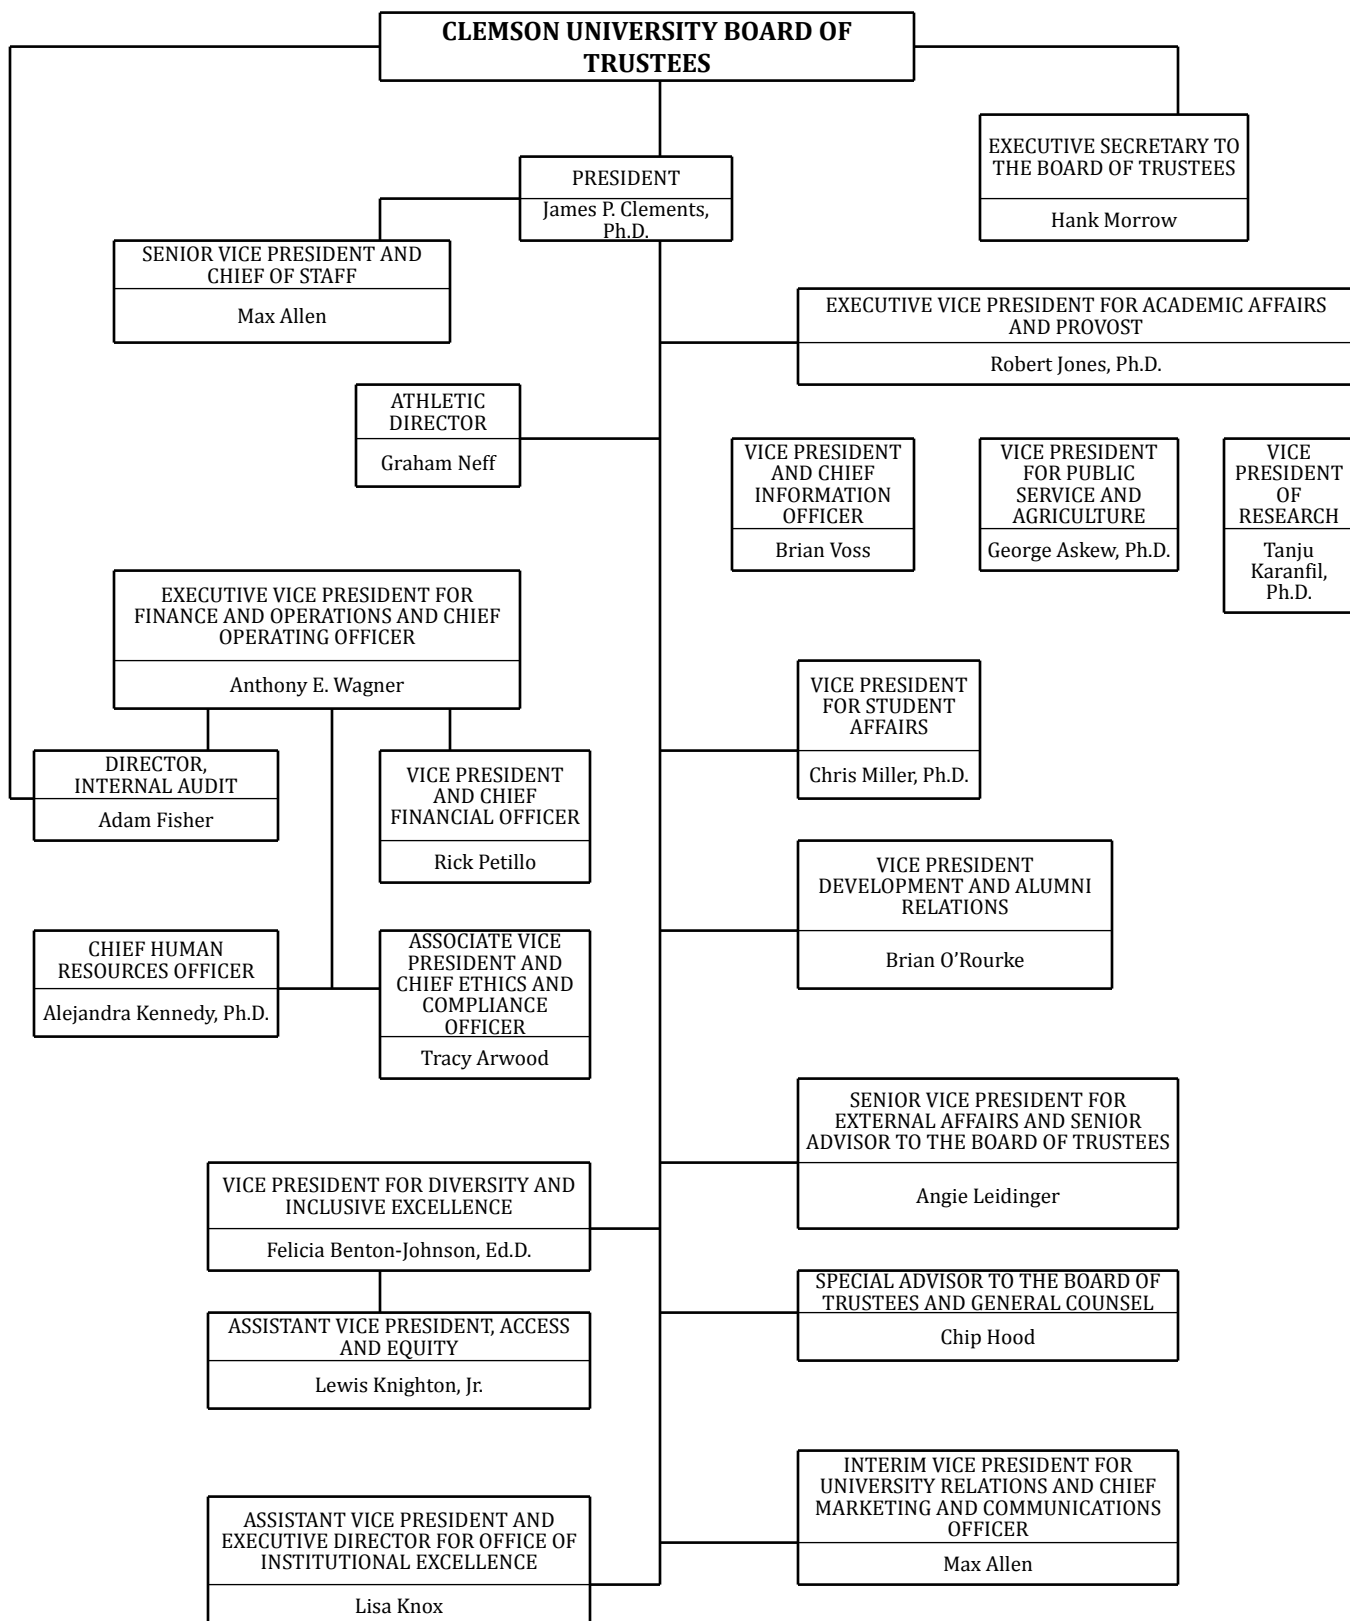 CLEMSON UNIVERSITY BOARD OF
TRUSTEES
EXECUTIVE SECRETARY TO
THE BOARD OF TRUSTEES
Hank Morrow
PRESIDENT
James P. Clements,
Ph.D.
SENIOR VICE PRESIDENT AND
CHIEF OF STAFF
Max Allen
EXECUTIVE VICE PRESIDENT FOR ACADEMIC AFFAIRS
AND PROVOST
Robert Jones, Ph.D.
ATHLETIC
DIRECTOR
Graham Neff
VICE PRESIDENT
AND CHIEF
INFORMATION
OFFICER
Brian Voss
VICE PRESIDENT
FOR PUBLIC
SERVICE AND
AGRICULTURE
George Askew, Ph.D.
VICE
PRESIDENT
OF
RESEARCH
Tanju
Karanfil,
Ph.D.
EXECUTIVE VICE PRESIDENT FOR
FINANCE AND OPERATIONS AND CHIEF
OPERATING OFFICER
Anthony E. Wagner
VICE PRESIDENT
FOR STUDENT
AFFAIRS
Chris Miller, Ph.D.
DIRECTOR,
INTERNAL AUDIT
Adam Fisher
VICE PRESIDENT
AND CHIEF
FINANCIAL OFFICER
Rick Petillo
VICE PRESIDENT
DEVELOPMENT AND ALUMNI
RELATIONS
Brian O'Rourke
CHIEF HUMAN
RESOURCES OFFICER
Alejandra Kennedy, Ph.D.
ASSOCIATE VICE
PRESIDENT AND
CHIEF ETHICS AND
COMPLIANCE
OFFICER
Tracy Arwood
SENIOR VICE PRESIDENT FOR
EXTERNAL AFFAIRS AND SENIOR
ADVISOR TO THE BOARD OF TRUSTEES
Angie Leidinger
VICE PRESIDENT FOR DIVERSITY AND
INCLUSIVE EXCELLENCE
Felicia Benton-Johnson, Ed.D.
SPECIAL ADVISOR TO THE BOARD OF
TRUSTEES AND GENERAL COUNSEL
Chip Hood
ASSISTANT VICE PRESIDENT, ACCESS
AND EQUITY
Lewis Knighton, Jr.
INTERIM VICE PRESIDENT FOR
UNIVERSITY RELATIONS AND CHIEF
MARKETING AND COMMUNICATIONS
OFFICER
Max Allen
ASSISTANT VICE PRESIDENT AND
EXECUTIVE DIRECTOR FOR OFFICE OF
INSTITUTIONAL EXCELLENCE
Lisa Knox